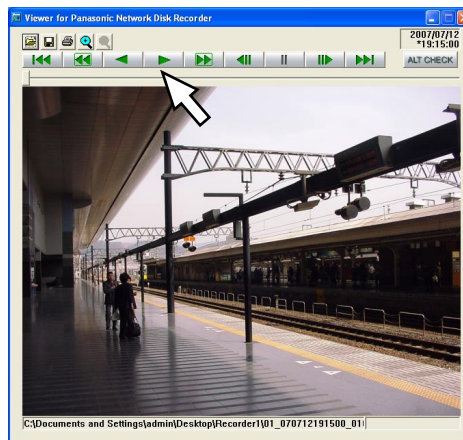 Viewer for Panasonic Network Disk Recorder
2007/07/12
*19:15:00
ALT CHECK
C:\Documents and Settings\admin\Desktop\Recorder1\01_070712191500_01